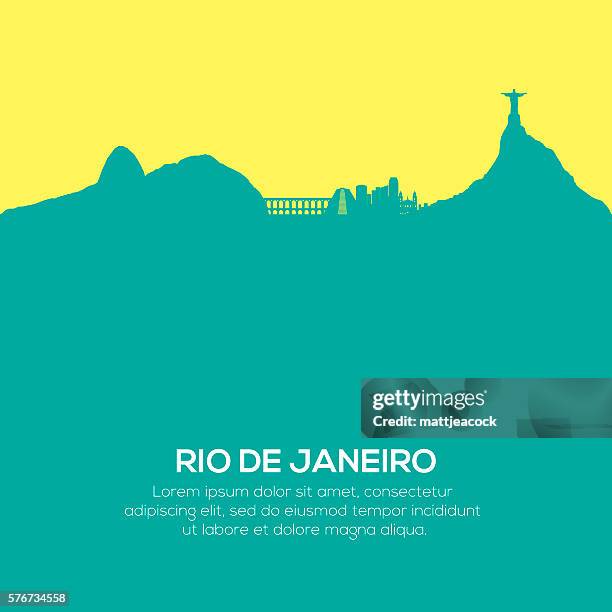 gettyimages
Credit: mattjeacock
RIO DE JANEIRO
Lorem ipsum dolor sit amet, consectetur
adipiscing elit, sed do eiusmod tempor incididunt
ut labore et dolore magna aliqua.
576734558